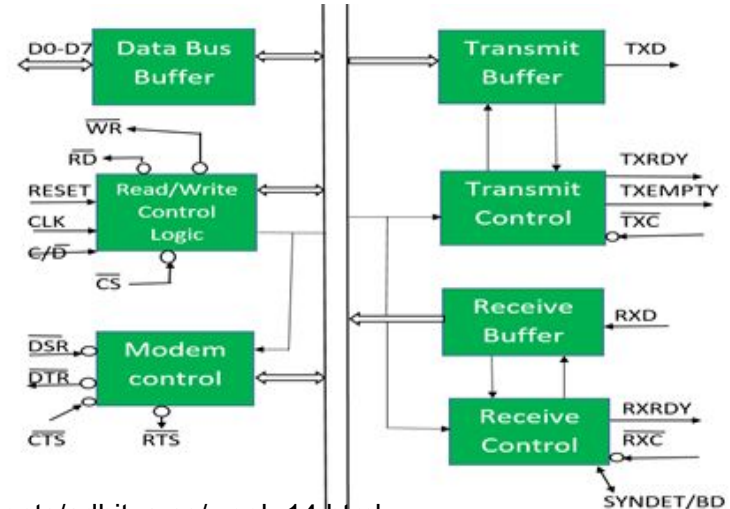 D0-D7
Data Bus
Buffer
WR
RD
RESET
CLK
C/D
Read/Write
Control
Logic
CS
DSR
DTR
CTS
Modem
control
RTS
Transmit
Buffer
TXD
Transmit
Control
TXRDY
TXEMPTY
TXC
Receive
Buffer
RXD
Receive
Control
RXRDY
RXC
SYNDET/BD